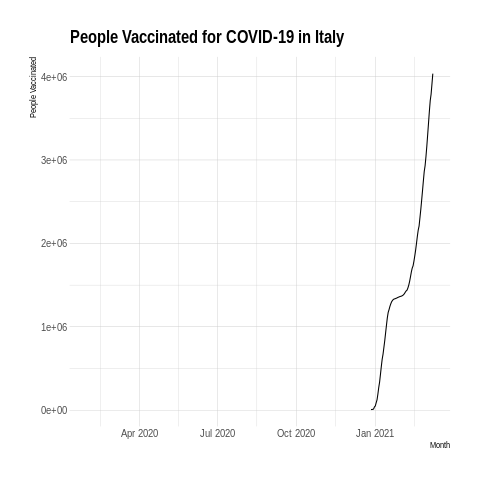 People Vaccinated for COVID-19 in Italy
People Vaccinated
4e+06
3e+06
2e+06
1e+06
0e+00
Apr 2020
Jul 2020
Oct 2020
Jan 2021
Month